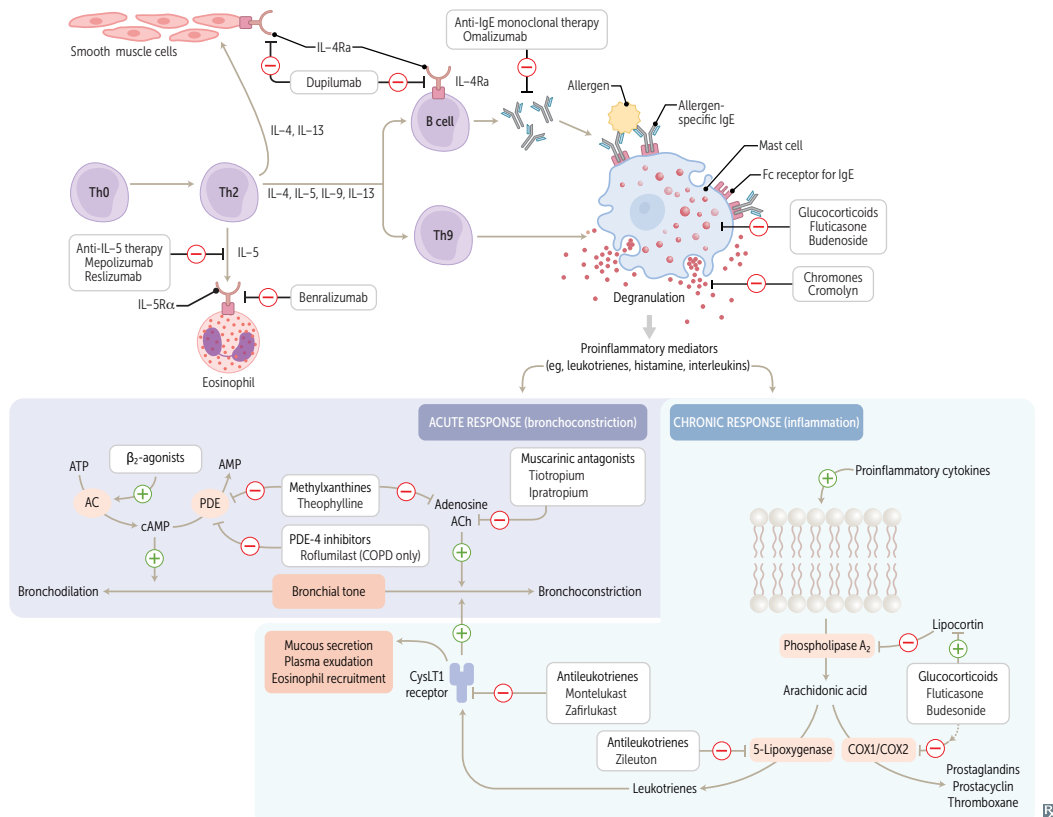 Smooth muscle cells
IL–4Ra
Dupilumab
IL–4Ra
B cell
Anti-IgE monoclonal therapy
Omalizumab
Allergen
Allergen-
specific IgE
Mast cell
Fc receptor for IgE
IL-4, IL-13
Th0
Th2
IL-4, IL-5, IL-9, IL-13
Th9
Glucocorticoids
Fluticasone
Budenoside
Anti–IL-5 therapy
Mepolizumab
Reslizumab
IL–5
IL–5Rα
Benralizumab
Eosinophil
Chromones
Cromolyn
Degranulation
Proinflammatory mediators
(eg, leukotrienes, histamine, interleukins)
ACUTE RESPONSE (bronchoconstriction)
CHRONIC RESPONSE (inflammation)
β2-agonists
ATP
AMP
AC
PDE
cAMP
Methylxanthines
Theophylline
Adenosine
ACh
Muscarinic antagonists
Tiotropium
Ipratropium
PDE-4 inhibitors
Roflumilast (COPD only)
Bronchodilation
Bronchial tone
Bronchoconstriction
Proinflammatory cytokines
Lipocortin
Phospholipase A2
Mucous secretion
Plasma exudation
Eosinophil recruitment
CysLT1
receptor
Antileukotrienes
Montelukast
Zafirlukast
Arachidonic acid
Glucocorticoids
Fluticasone
Budesonide
Antileukotrienes
Zileuton
5-Lipoxygenase
COX1/COX2
Leukotrienes
Prostaglandins
Prostacyclin
Thromboxane